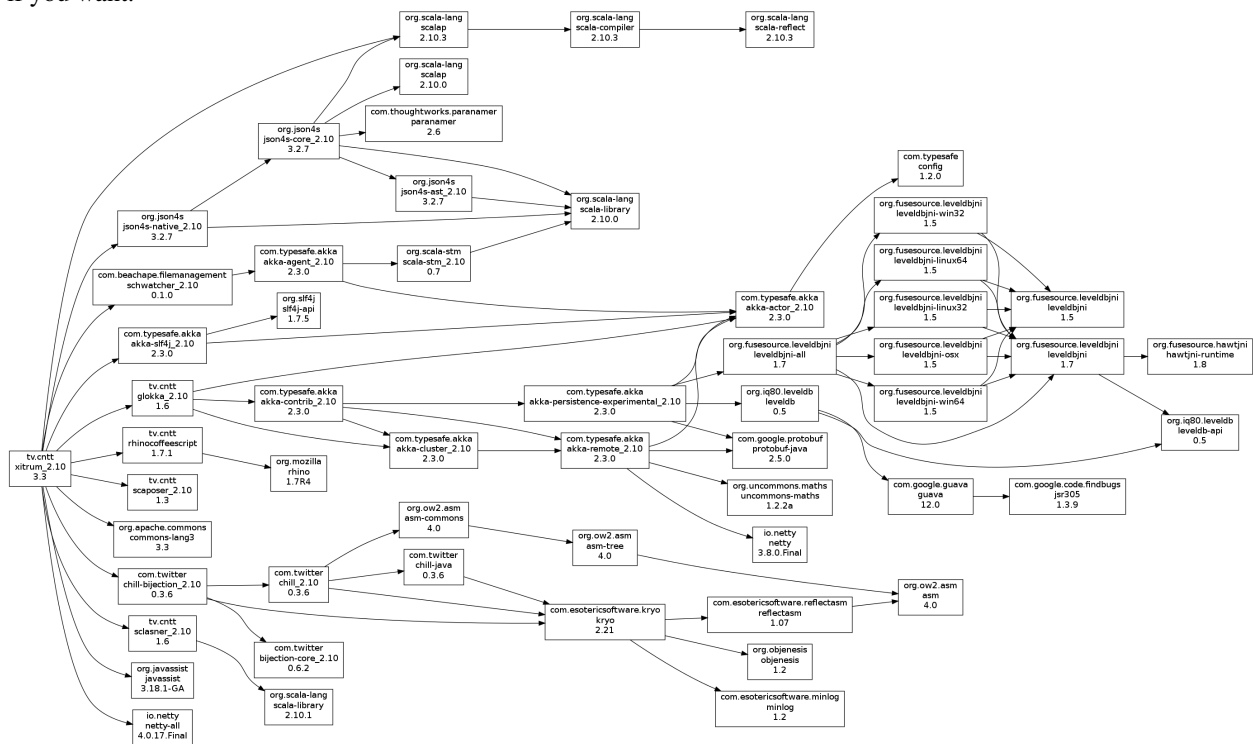 if you want.
org.scala-lang
scalap
2.10.3
org.scala-lang
scala-compiler
2.10.3
org.scala-lang
scala-reflect
2.10.3
org.scala-lang
scalap
2.10.0
com.thoughtworks.paranamer
paranamer
2.6
org.json4s
json4s-core_2.10
3.2.7
com.typesafe
config
1.2.0
org.json4s
json4s-ast_2.10
3.2.7
org.scala-lang
scala-library
2.10.0
org.fusesource.leveldbjni
leveldbjni-win32
1.5
org.json4s
json4s-native_2.10
3.2.7
com.typesafe.akka
akka-agent_2.10
2.3.0
org.scala-stm
scala-stm_2.10
0.7
org.fusesource.leveldbjni
leveldbjni-linux64
1.5
com.beachape.filemanagement
schwatcher_2.10
0.1.0
org.slf4j
slf4j-api
1.7.5
com.typesafe.akka
akka-actor_2.10
2.3.0
org.fusesource.leveldbjni
leveldbjni-linux32
1.5
org.fusesource.leveldbjni
leveldbjni
1.5
com.typesafe.akka
akka-slf4j_2.10
2.3.0
org.fusesource.leveldbjni
leveldbjni-all
1.7
org.fusesource.leveldbjni
leveldbjni-osx
1.5
org.fusesource.leveldbjni
leveldbjni
1.7
org.fusesource.hawtjni
hawtjni-runtime
1.8
tv.cntt
glokka_2.10
1.6
com.typesafe.akka
akka-contrib_2.10
2.3.0
com.typesafe.akka
akka-persistence-experimental_2.10
2.3.0
org.iq80.leveldb
leveldb
0.5
org.fusesource.leveldbjni
leveldbjni-win64
1.5
org.iq80.leveldb
leveldb-api
0.5
tv.cntt
rhinocoffeescript
1.7.1
com.typesafe.akka
akka-cluster_2.10
2.3.0
com.typesafe.akka
akka-remote_2.10
2.3.0
com.google.protobuf
protobuf-java
2.5.0
tv.cntt
xitrum_2.10
3.3
org.mozilla
rhino
1.7R4
tv.cntt
scaposer_2.10
1.3
org.uncommons.maths
uncommons-maths
1.2.2a
com.google.guava
guava
12.0
com.google.code.findbugs
jsr305
1.3.9
org.apache.commons
commons-lang3
3.3
org.ow2.asm
asm-commons
4.0
org.ow2.asm
asm-tree
4.0
io.netty
netty
3.8.0.Final
com.twitter
chill-bijection_2.10
0.3.6
com.twitter
chill_2.10
0.3.6
com.twitter
chill-java
0.3.6
org.ow2.asm
asm
4.0
com.esotericsoftware.kryo
kryo
2.21
com.esotericsoftware.reflectasm
reflectasm
1.07
tv.cntt
sclasner_2.10
1.6
com.twitter
bijection-core_2.10
0.6.2
org.objenesis
objenesis
1.2
org.javassist
javassist
3.18.1-GA
org.scala-lang
scala-library
2.10.1
com.esotericsoftware.minlog
minlog
1.2
io.netty
netty-all
4.0.17.Final